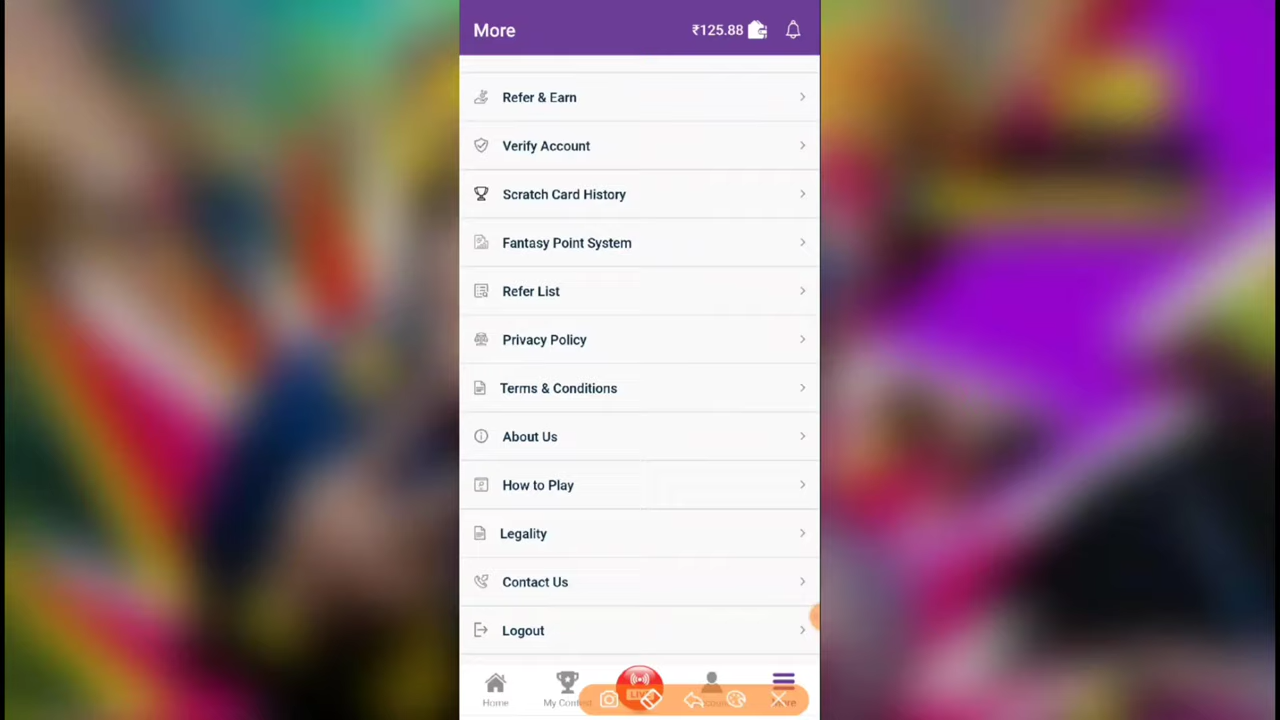 More
₹125.88
Refer & Earn
Verify Account
Scratch Card History
Fantasy Point System
Refer List
Privacy Policy
Terms & Conditions
About Us
How to Play
Legality
Contact Us
Logout
Home
My